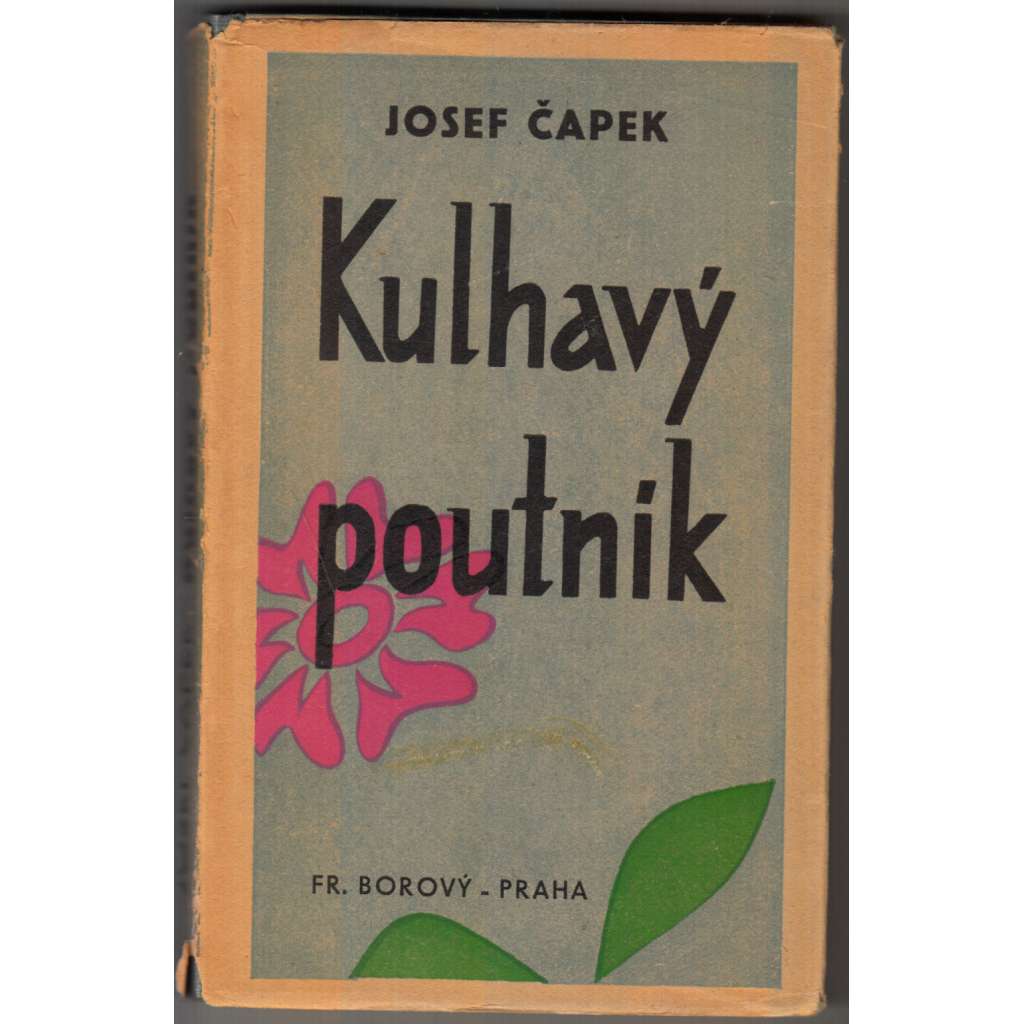 JOSEF ČAPEK
Kulhavý
poutník
FR. BOROVÝ - PRAHA